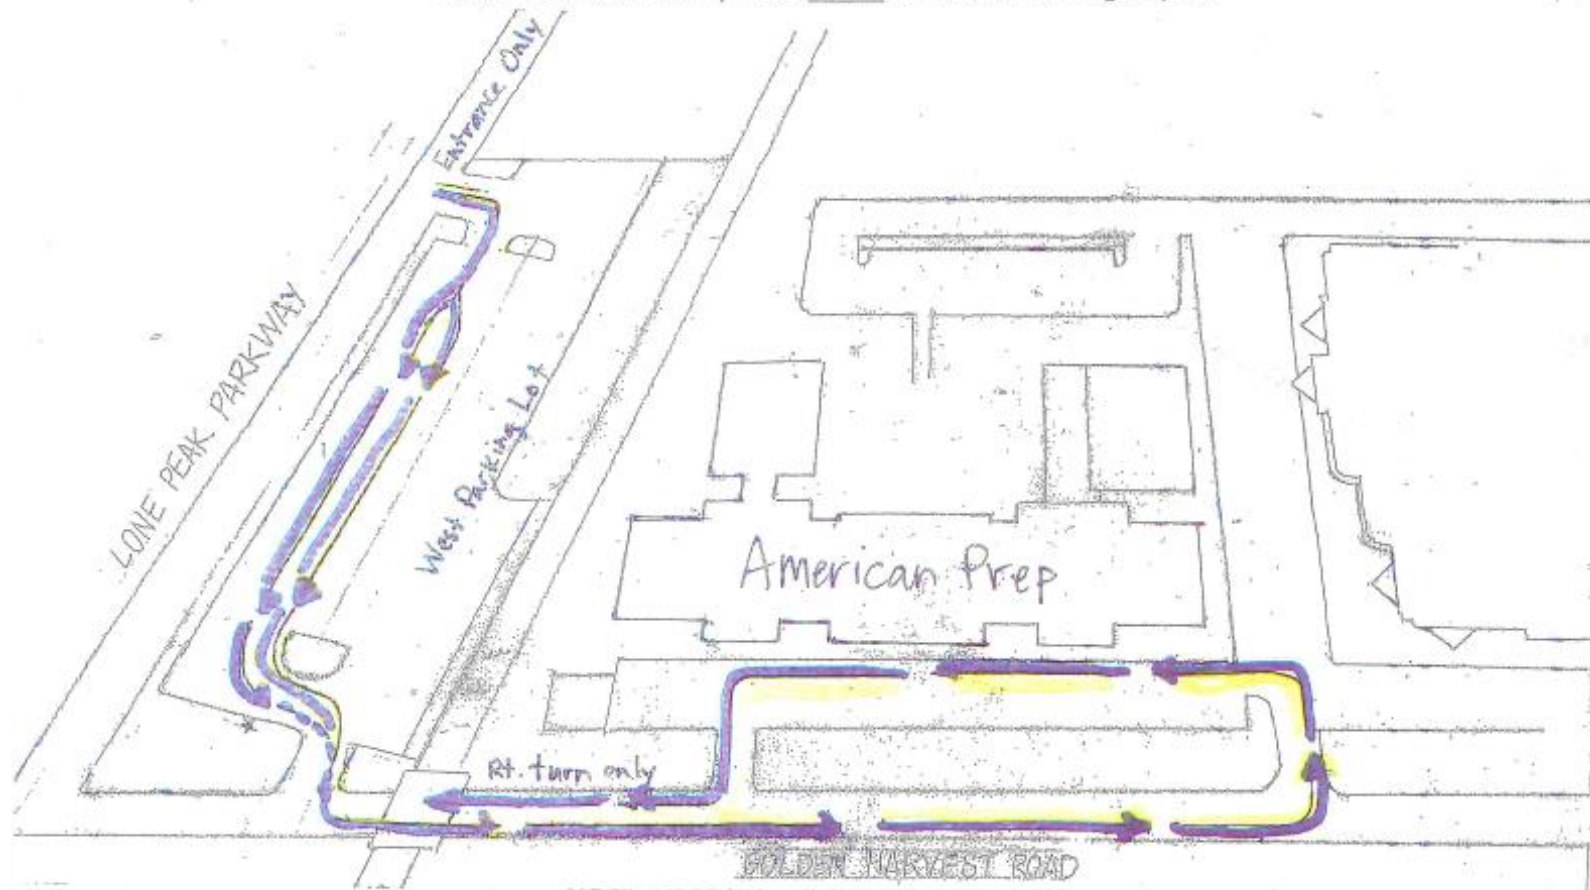 Entrance Only
LONE PEAK PARKWAY
West Parking Lot
American Prep
Rt. turn only
GOLDEN HARVEST ROAD